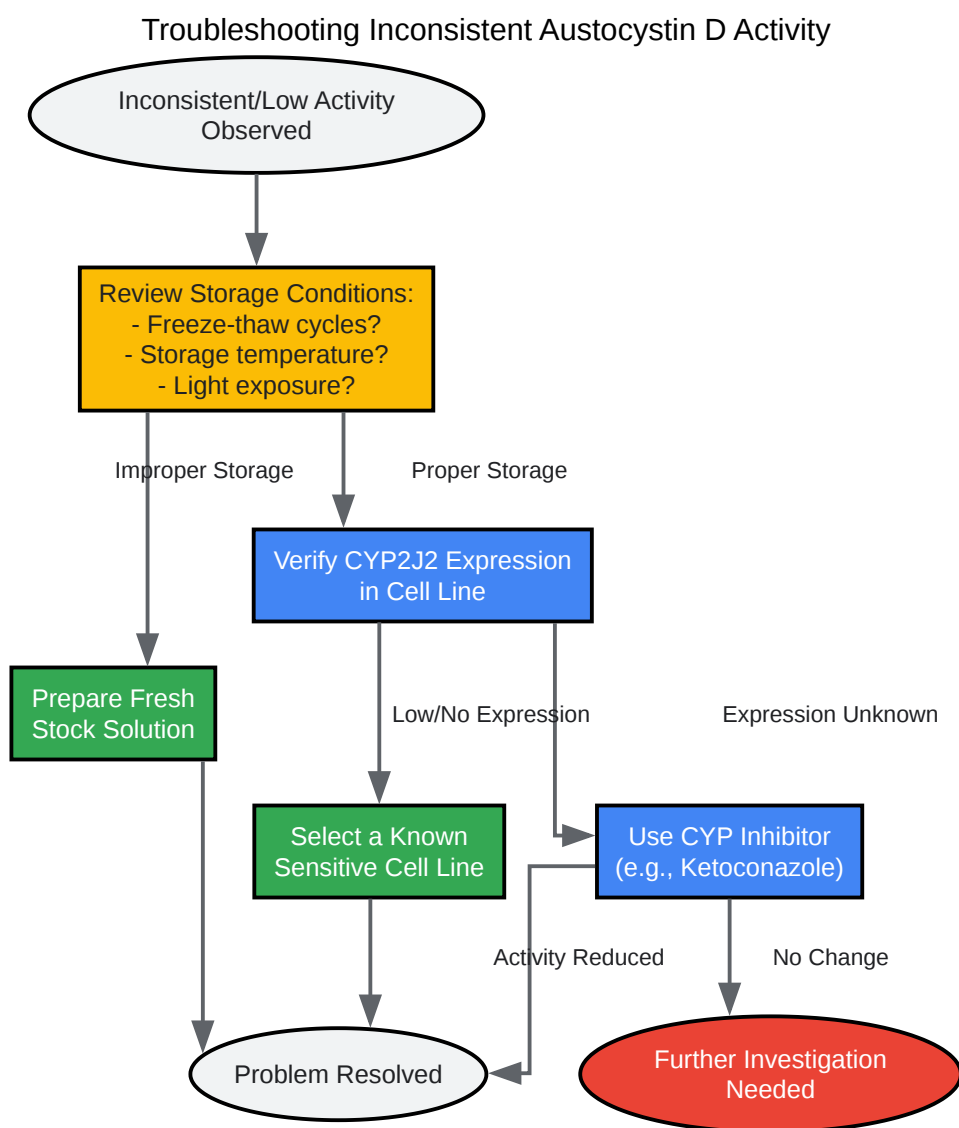 Troubleshooting Inconsistent Austocystin D Activity
Inconsistent/Low Activity
Observed
Review Storage Conditions:
- Freeze-thaw cycles?
- Storage temperature?
- Light exposure?
Improper Storage
Proper Storage
Verify CYP2J2 Expression
in Cell Line
Prepare Fresh
Stock Solution
Low/No Expression
Expression Unknown
Select a Known
Sensitive Cell Line
Use CYP Inhibitor
(e.g., Ketoconazole)
Activity Reduced
No Change
Problem Resolved
Further Investigation
Needed